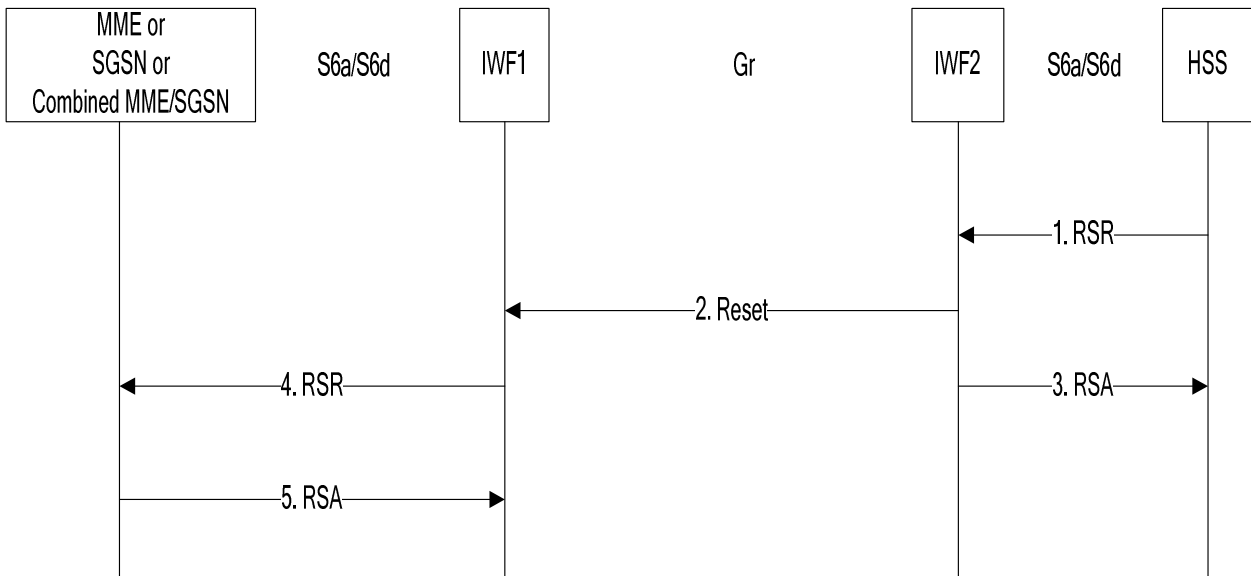 MME or
SGSN or
Combined MME/SGSN
S6a/S6d
IWF1
Gr
IWF2
S6a/S6d
HSS
1. RSR
2. Reset
4. RSR
3. RSA
5. RSA